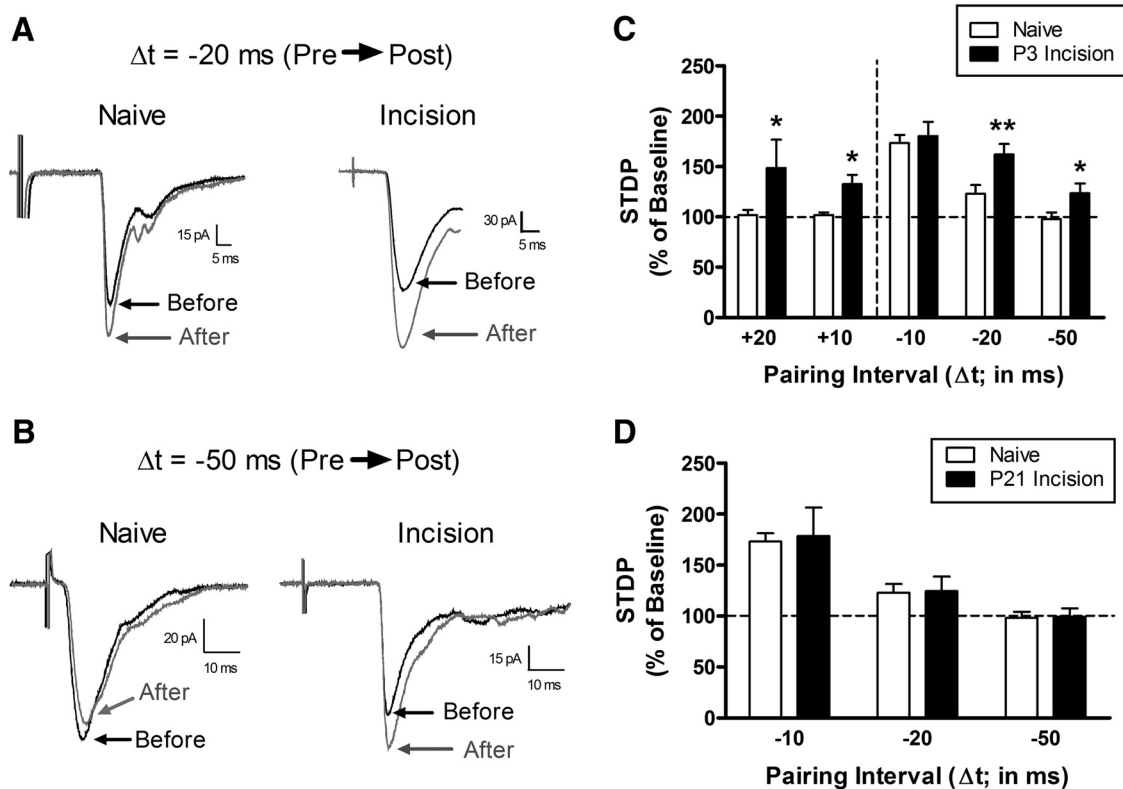 A
Δt = -20 ms (Pre → Post)
Naive
Incision
15 pA
5 ms
30 pA
5 ms
Before
After
Before
After
B
Δt = -50 ms (Pre → Post)
Naive
Incision
20 pA
10 ms
15 pA
10 ms
After
Before
Before
After
C
Naive
P3 Incision
STDP
(% of Baseline)
250
200
150
100
50
0
*
*
**
*
+20 +10 -10 -20 -50
Pairing Interval (Δt; in ms)
D
Naive
P21 Incision
STDP
(% of Baseline)
250
200
150
100
50
0
-10 -20 -50
Pairing Interval (Δt; in ms)